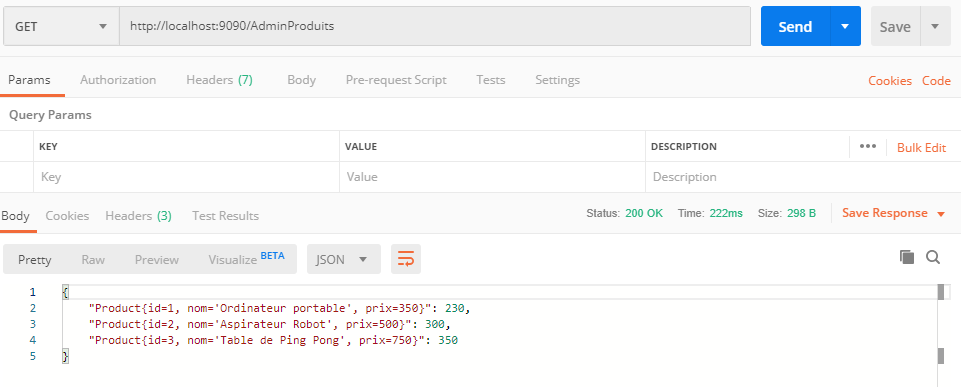 GET http://localhost:9090/AdminProduits Send Save
Params Authorization Headers (7) Body Pre-request Script Tests Settings Cookies Code
Query Params
KEY VALUE DESCRIPTION ••• Bulk Edit
Key Value Description
Body Cookies Headers (3) Test Results Status: 200 OK Time: 222ms Size: 298 B Save Response
Pretty Raw Preview Visualize BETA JSON
1 {
2 "Product{id=1, nom='Ordinateur portable', prix=350}": 230,
3 "Product{id=2, nom='Aspirateur Robot', prix=500}": 300,
4 "Product{id=3, nom='Table de Ping Pong', prix=750}": 350
5 }